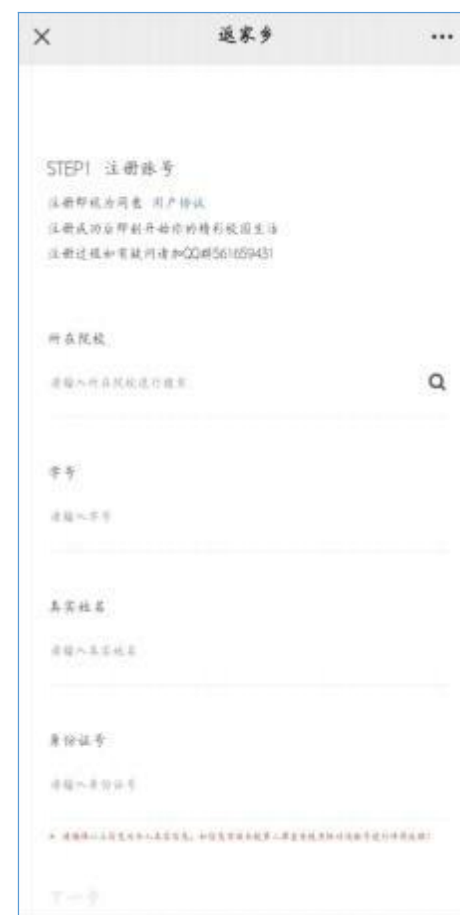 返家乡
STEP1 注册账号
注册即视为同意 用户协议
注册成功后即刻开始你的精彩校园生活
注册过程如有疑问请加QQ群561659431
所在院校
请输入所在院校进行搜索
学号
请输入学号
真实姓名
请输入真实姓名
身份证号
请输入身份证号
下一步